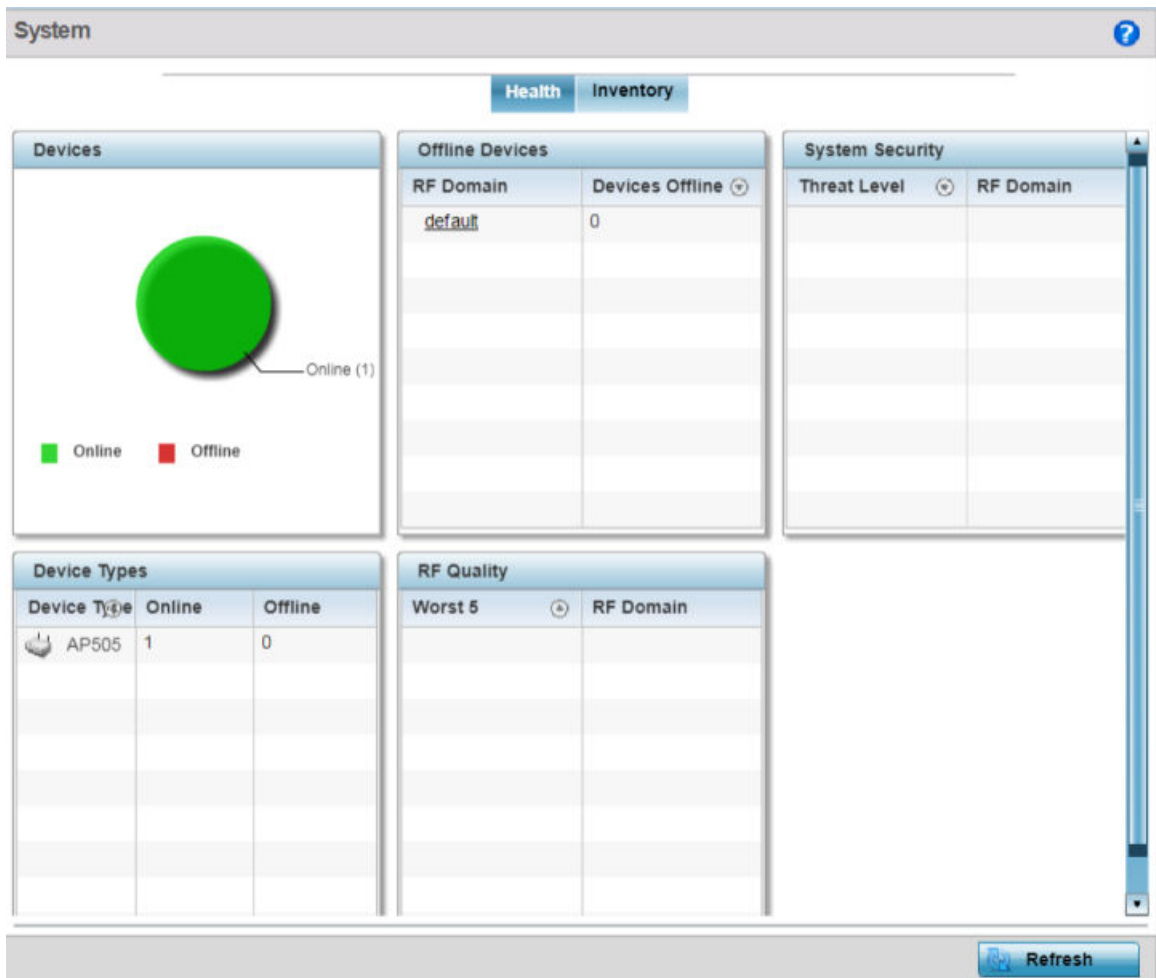 System
Health Inventory
Devices
Online (1)
Online Offline
Offline Devices
RF Domain Devices Offline
default 0
System Security
Threat Level RF Domain
Device Types
Device Type Online Offline
AP505 1 0
RF Quality
Worst 5 RF Domain
Refresh